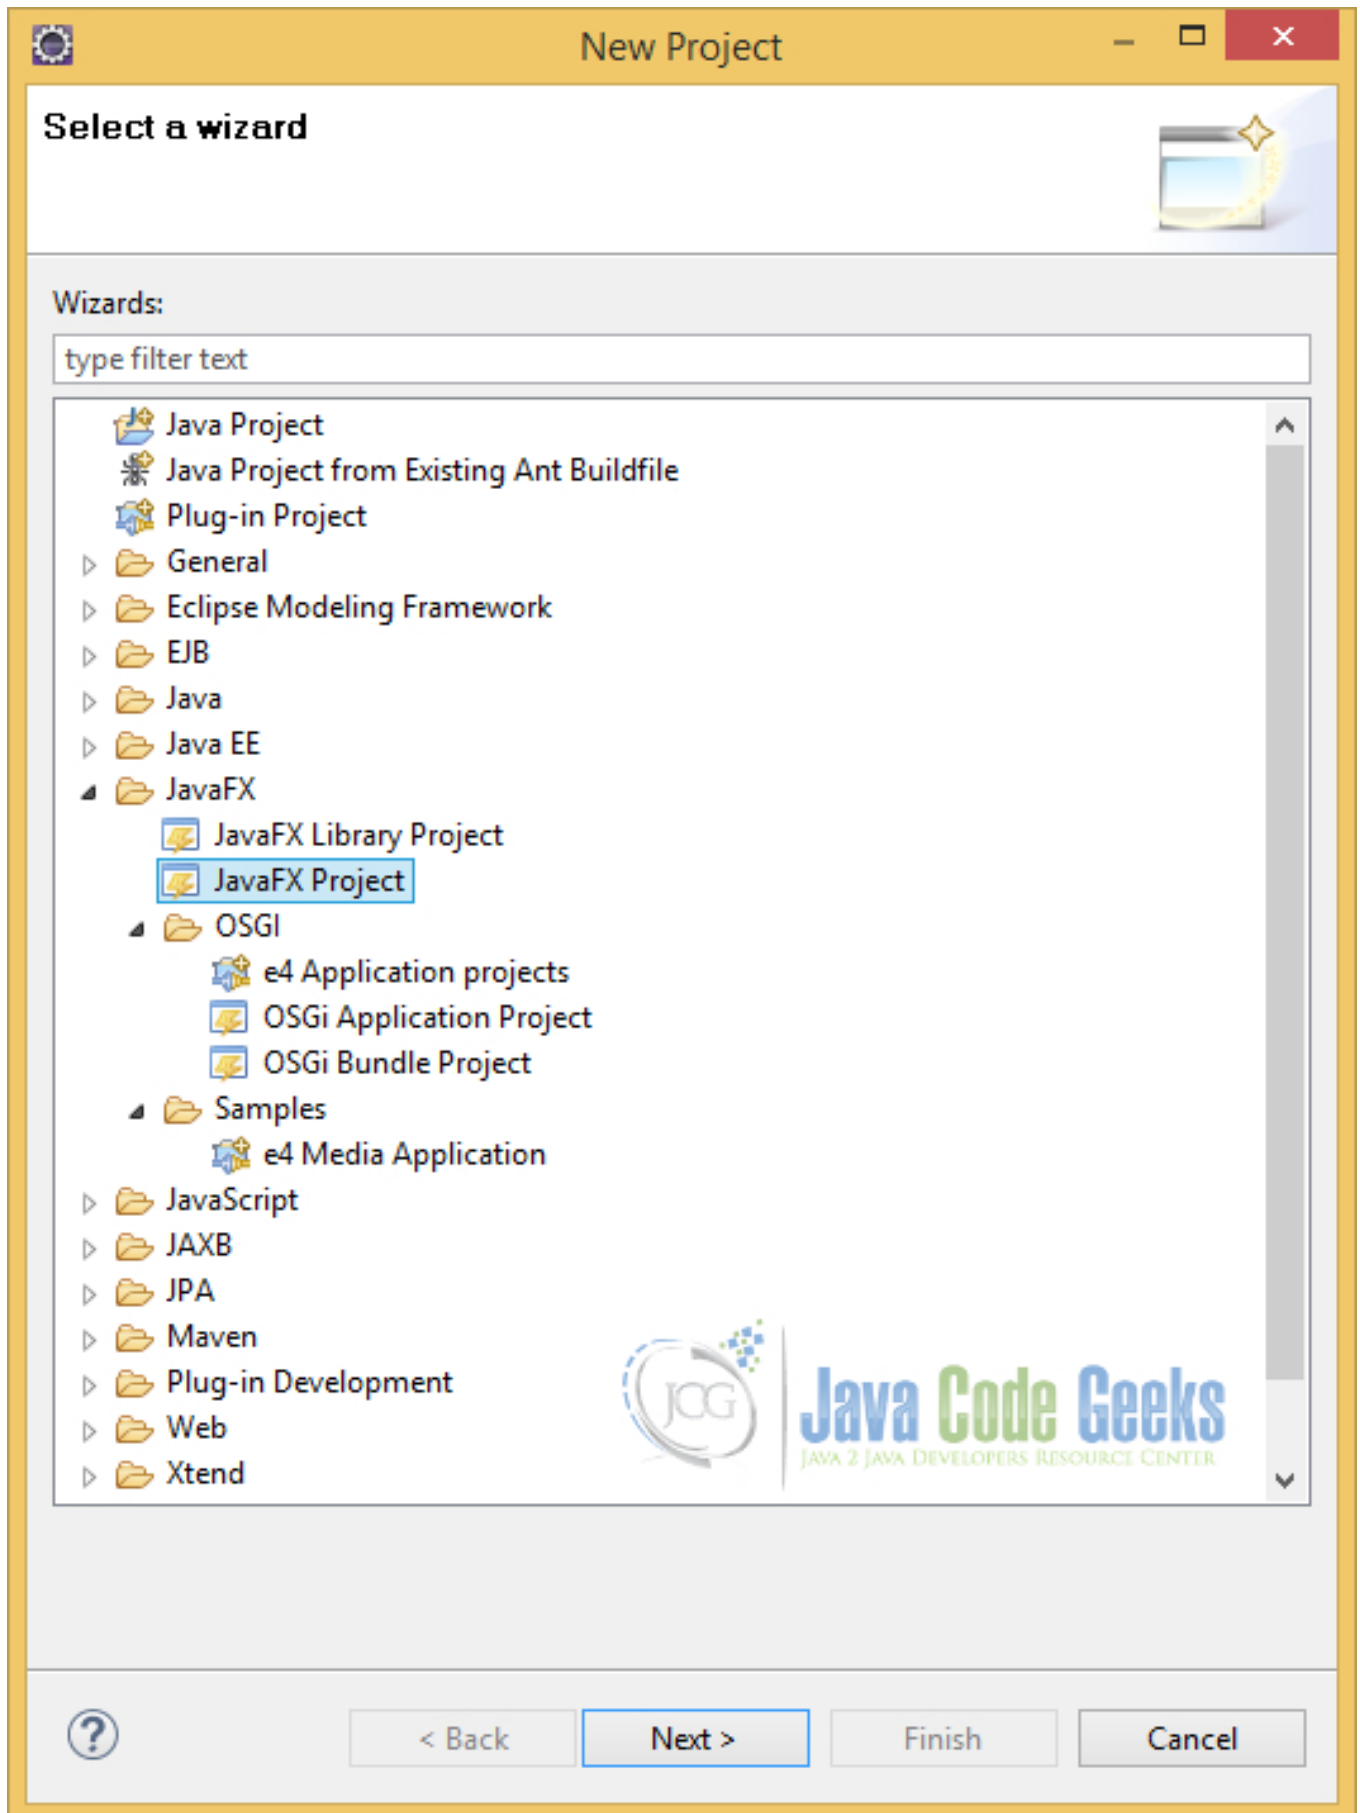 New Project
Select a wizard
Wizards:
type filter text
Java Project
Java Project from Existing Ant Buildfile
Plug-in Project
General
Eclipse Modeling Framework
EJB
Java
Java EE
JavaFX
JavaFX Library Project
JavaFX Project
OSGI
e4 Application projects
OSGi Application Project
OSGi Bundle Project
Samples
e4 Media Application
JavaScript
JAXB
JPA
Maven
Plug-in Development
Web
Xtend
JCG
Java Code Geeks
JAVA 2 JAVA DEVELOPERS RESOURCE CENTER
?
< Back
Next >
Finish
Cancel